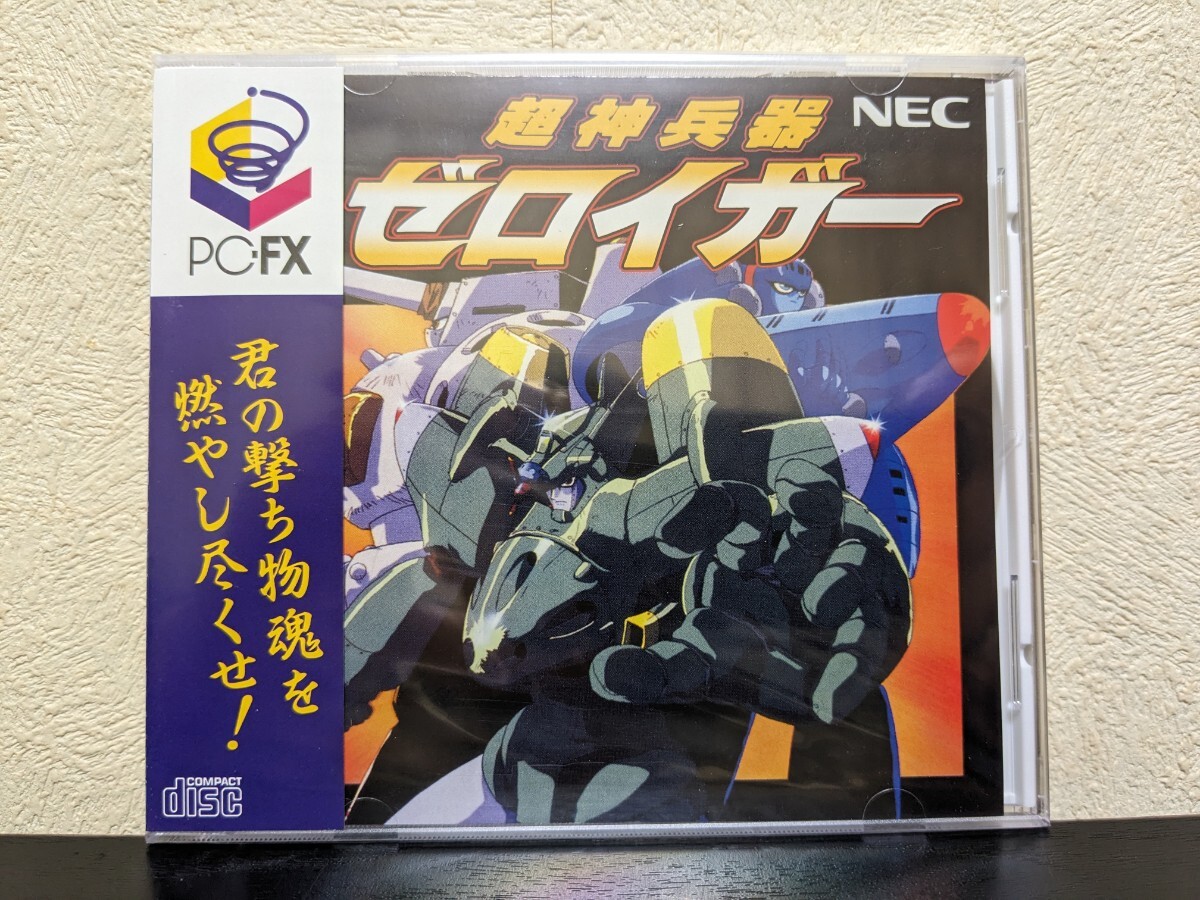 PC-FX
君の撃ち物魂を
燃やし尽くせ！
COMPACT
disc
超神兵器
NEC
ゼロイガー